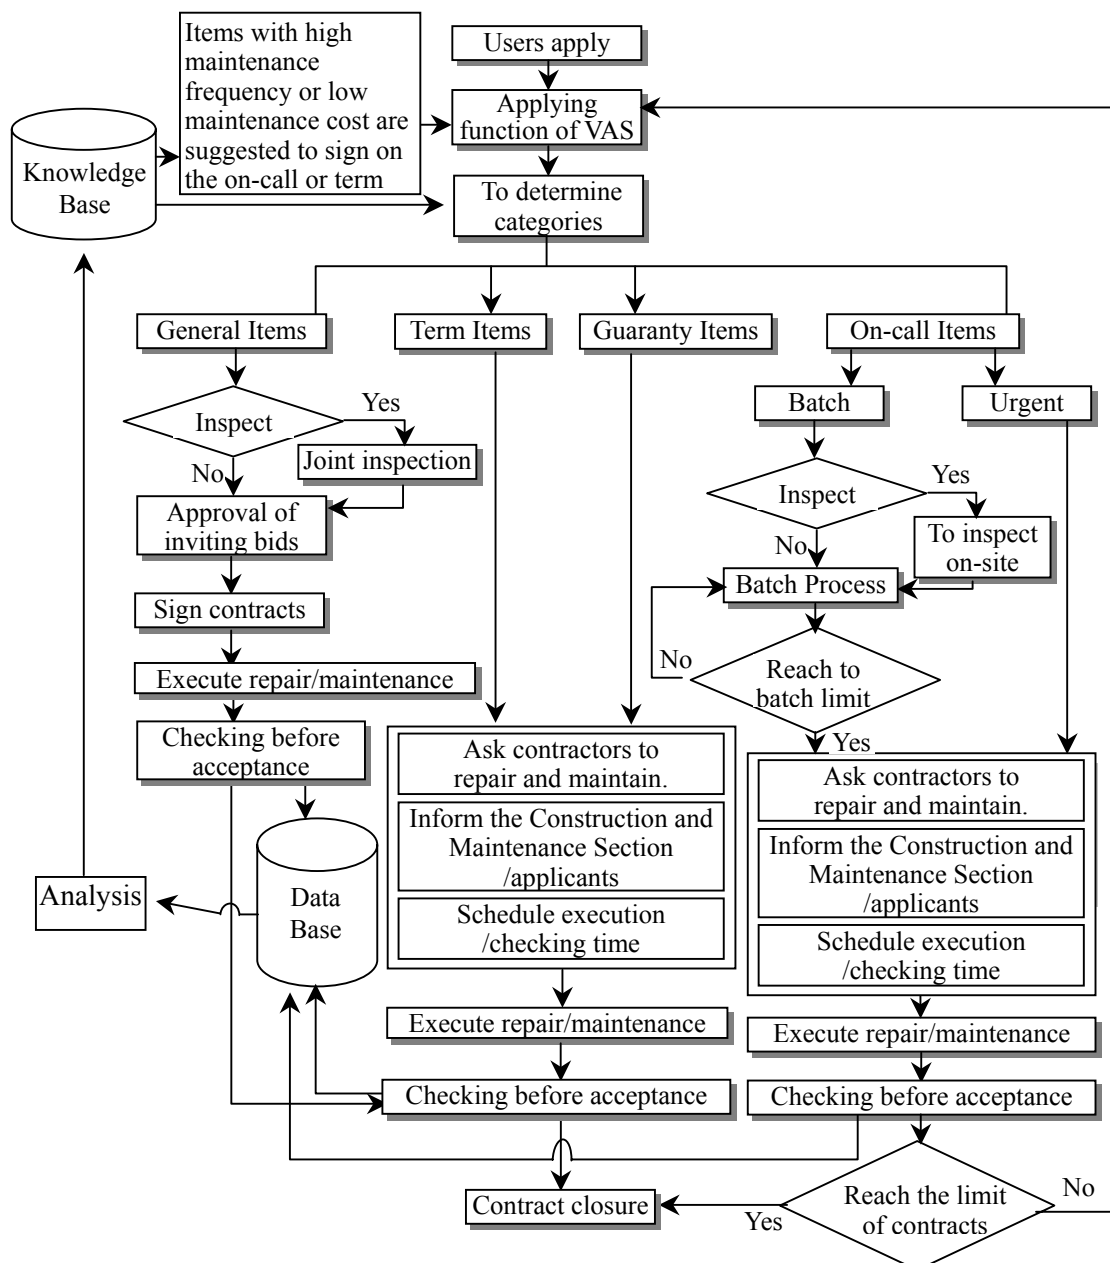 Items with high
maintenance
frequency or low
maintenance cost are
suggested to sign on
the on-call or term
Users apply
Applying
function of VAS
Knowledge
Base
To determine
categories
General Items
Term Items
Guaranty Items
On-call Items
Batch
Urgent
Inspect
Yes
Joint inspection
No
Approval of
inviting bids
Inspect
Yes
To inspect
on-site
No
Batch Process
Sign contracts
No
Reach to
batch limit
Yes
Execute repair/maintenance
Checking before
acceptance
Ask contractors to
repair and maintain.
Inform the Construction and
Maintenance Section
/applicants
Schedule execution
/checking time
Ask contractors to
repair and maintain.
Inform the Construction and
Maintenance Section
/applicants
Schedule execution
/checking time
Analysis
Data
Base
Execute repair/maintenance
Execute repair/maintenance
Checking before acceptance
Checking before acceptance
Contract closure
Yes
Reach the limit
of contracts
No